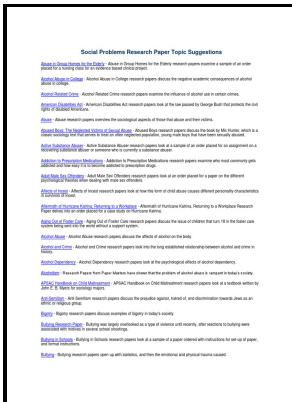 Social Problems Research Paper Topic Suggestions
Abuse in Group Homes for the Elderly - Abuse in Group Homes for the Elderly research papers examine a sample of an order
placed for a nursing class for an evidence based clinical project.
Alcohol Abuse in College - Alcohol Abuse in College research papers discuss the negative academic consequences of alcohol
abuse in college.
Alcohol Related Crime - Alcohol Related Crime research papers examine the influence of alcohol use in certain crimes.
American Disabilities Act - American Disabilities Act research papers look at the law passed by George Bush that protects the civil
rights of disabled Americans.
Abuse - Abuse research papers overview the sociological aspects of those that abuse and their victims.
Abused Boys: The Neglected Victims of Sexual Abuse - Abused Boys research papers discuss the book by Mic Hunter, which is a
classic sociology text that serves to treat an often neglected population, young male boys that have been sexually abused.
Active Substance Abuser - Active Substance Abuser research papers look at a sample of an order placed for an assignment on a
recovering substance abuser or someone who is currently a substance abuser.
Addiction to Prescription Medications - Addiction to Prescription Medications research papers examine who most commonly gets
addicted and how easy it is to become addicted to prescription drugs.
Adult Male Sex Offenders - Adult Male Sex Offenders research papers look at an order placed for a paper on the different
psychological theories when dealing with male sex offenders.
Affects of Incest - Affects of Incest research papers look at how this form of child abuse causes different personality characteristics
of survivors of incest.
Aftermath of Hurricane Katrina, Returning to a Workplace - Aftermath of Hurricane Katrina, Returning to a Workplace Research
Paper delves into an order placed for a case study on Hurricane Katrina.
Aging Out of Foster Care - Aging Out of Foster Care research papers discuss the issue of children that turn 18 in the foster care
system being sent into the world without a support system.
Alcohol Abuse - Alcohol Abuse research papers discuss the affects of alcohol on the body.
Alcohol and Crime - Alcohol and Crime research papers look into the long established relationship between alcohol and crime in
history.
Alcohol Dependency - Alcohol Dependency research papers look at the psychological affects of alcohol dependency.
Alcoholism - Research Papers from Paper Masters have shown that the problem of alcohol abuse is rampant in today's society.
APSAC Handbook on Child Maltreatment - APSAC Handbook on Child Maltreatment research papers look at a textbook written by
John E. B. Myers for sociology majors.
Anti-Semitism - Anti-Semitism research papers discuss the prejudice against, hatred of, and discrimination towards Jews as an
ethnic or religious group.
Bigotry - Bigotry research papers discuss examples of bigotry in today's society.
Bullying Research Paper - Bullying was largely overlooked as a type of violence until recently, after reactions to bullying were
associated with motives in several school shootings.
Bullying in Schools - Bullying in Schools research papers look at a sample of a paper ordered with instructions for set-up of paper,
and format instructions.
Bullying - Bullying research papers open up with statistics, and then the emotional and physical trauma caused.